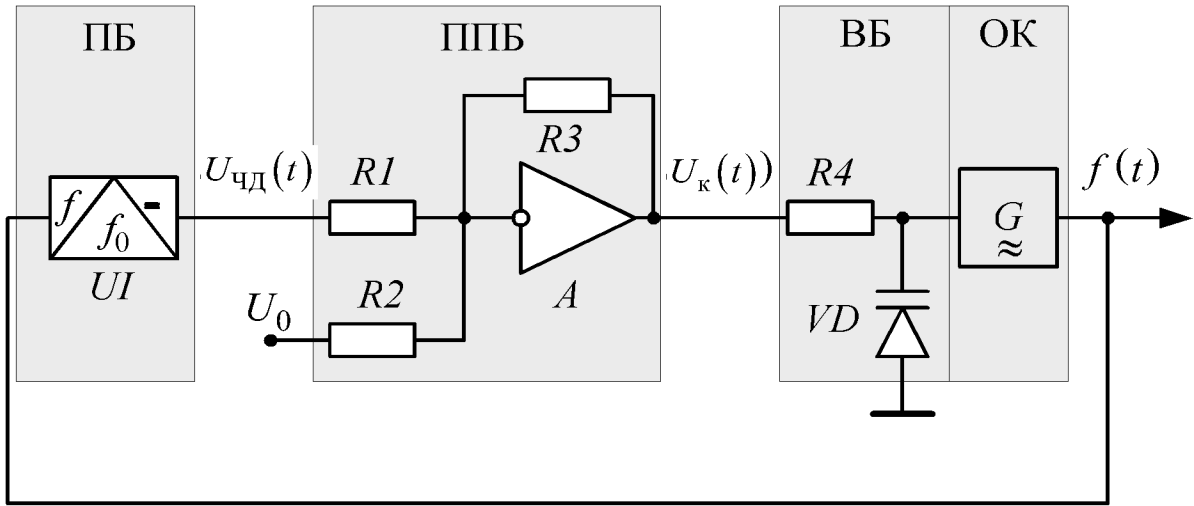 ПБ
ППБ
ВБ
ОК
R3
U_ЧД(t)
R1
U_к(t))
R4
f(t)
f
f_0
-
G
≈
UI
U_0
R2
A
VD